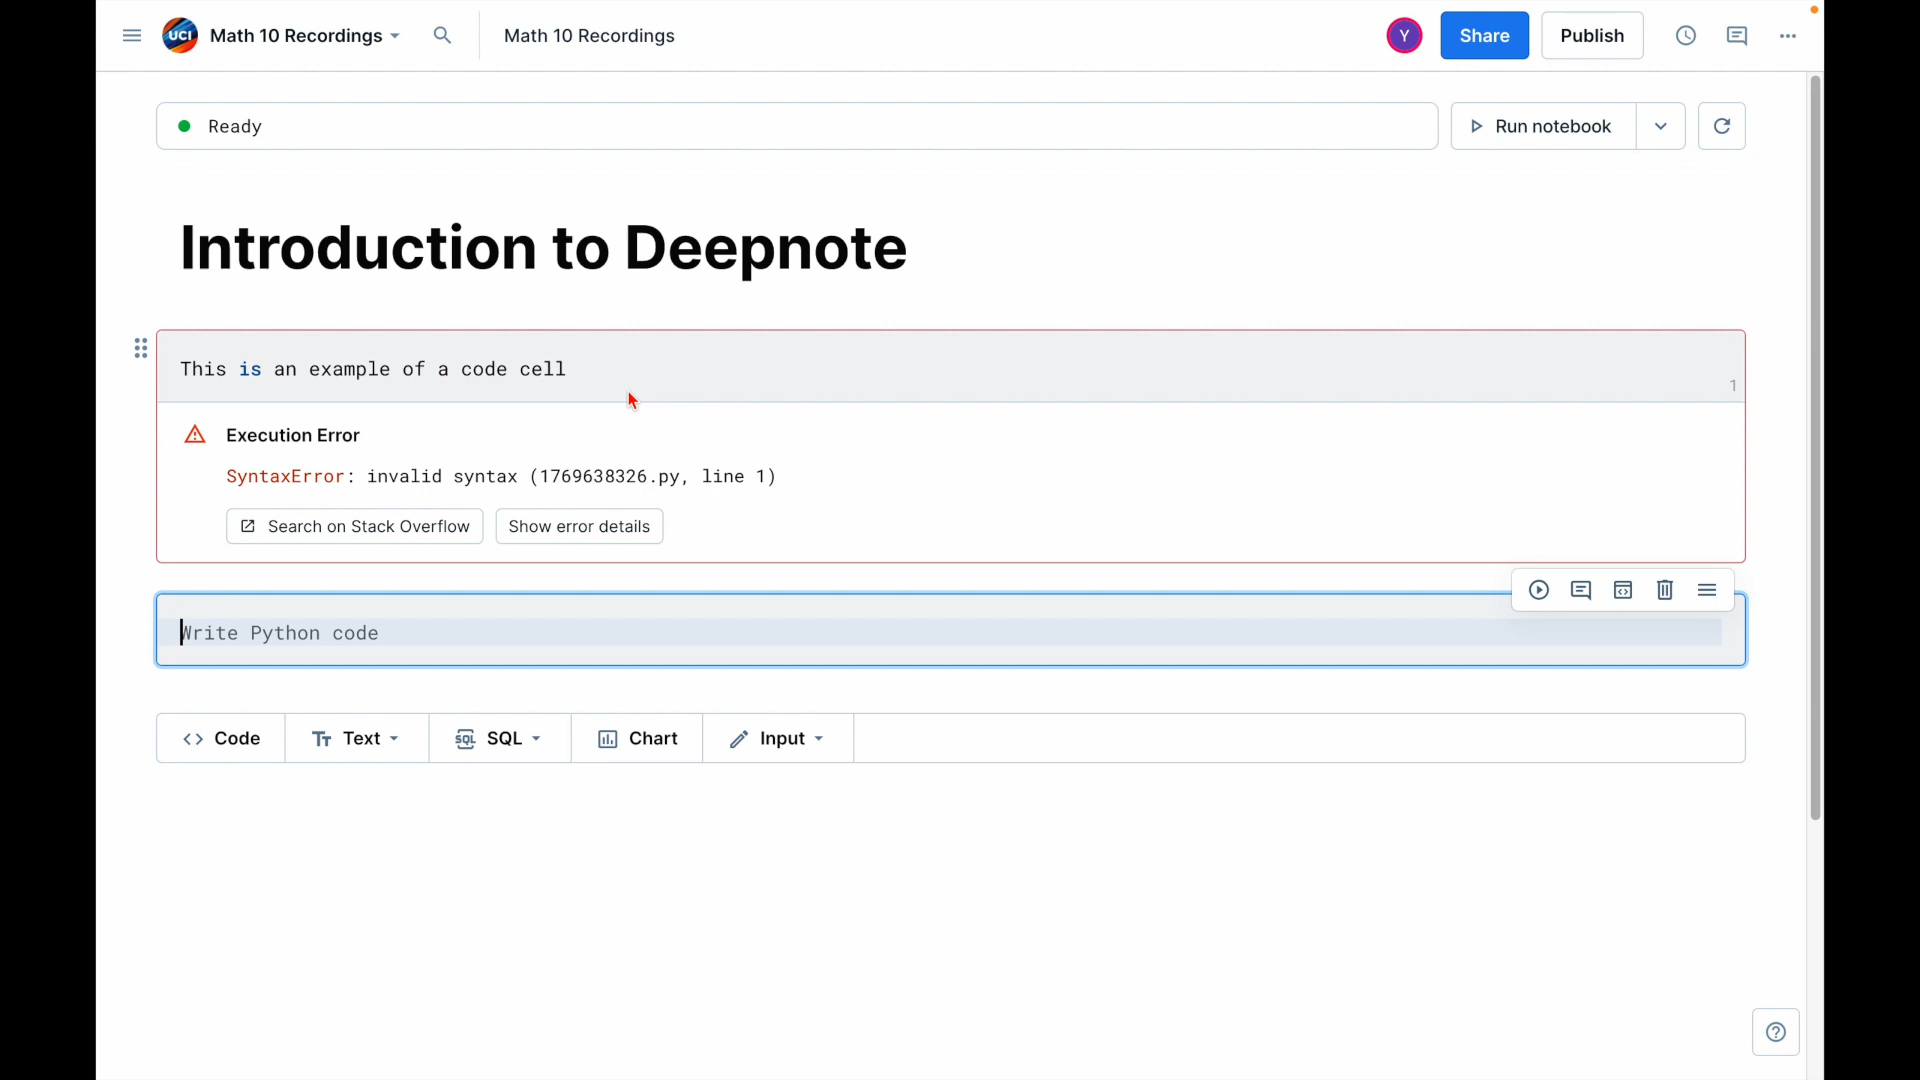 UCI Math 10 Recordings Math 10 Recordings Y Share Publish
Ready Run notebook
Introduction to Deepnote
This is an example of a code cell
1
Execution Error
SyntaxError: invalid syntax (1769638326.py, line 1)
Search on Stack Overflow Show error details
Write Python code
Code Text SQL SQL Chart Input